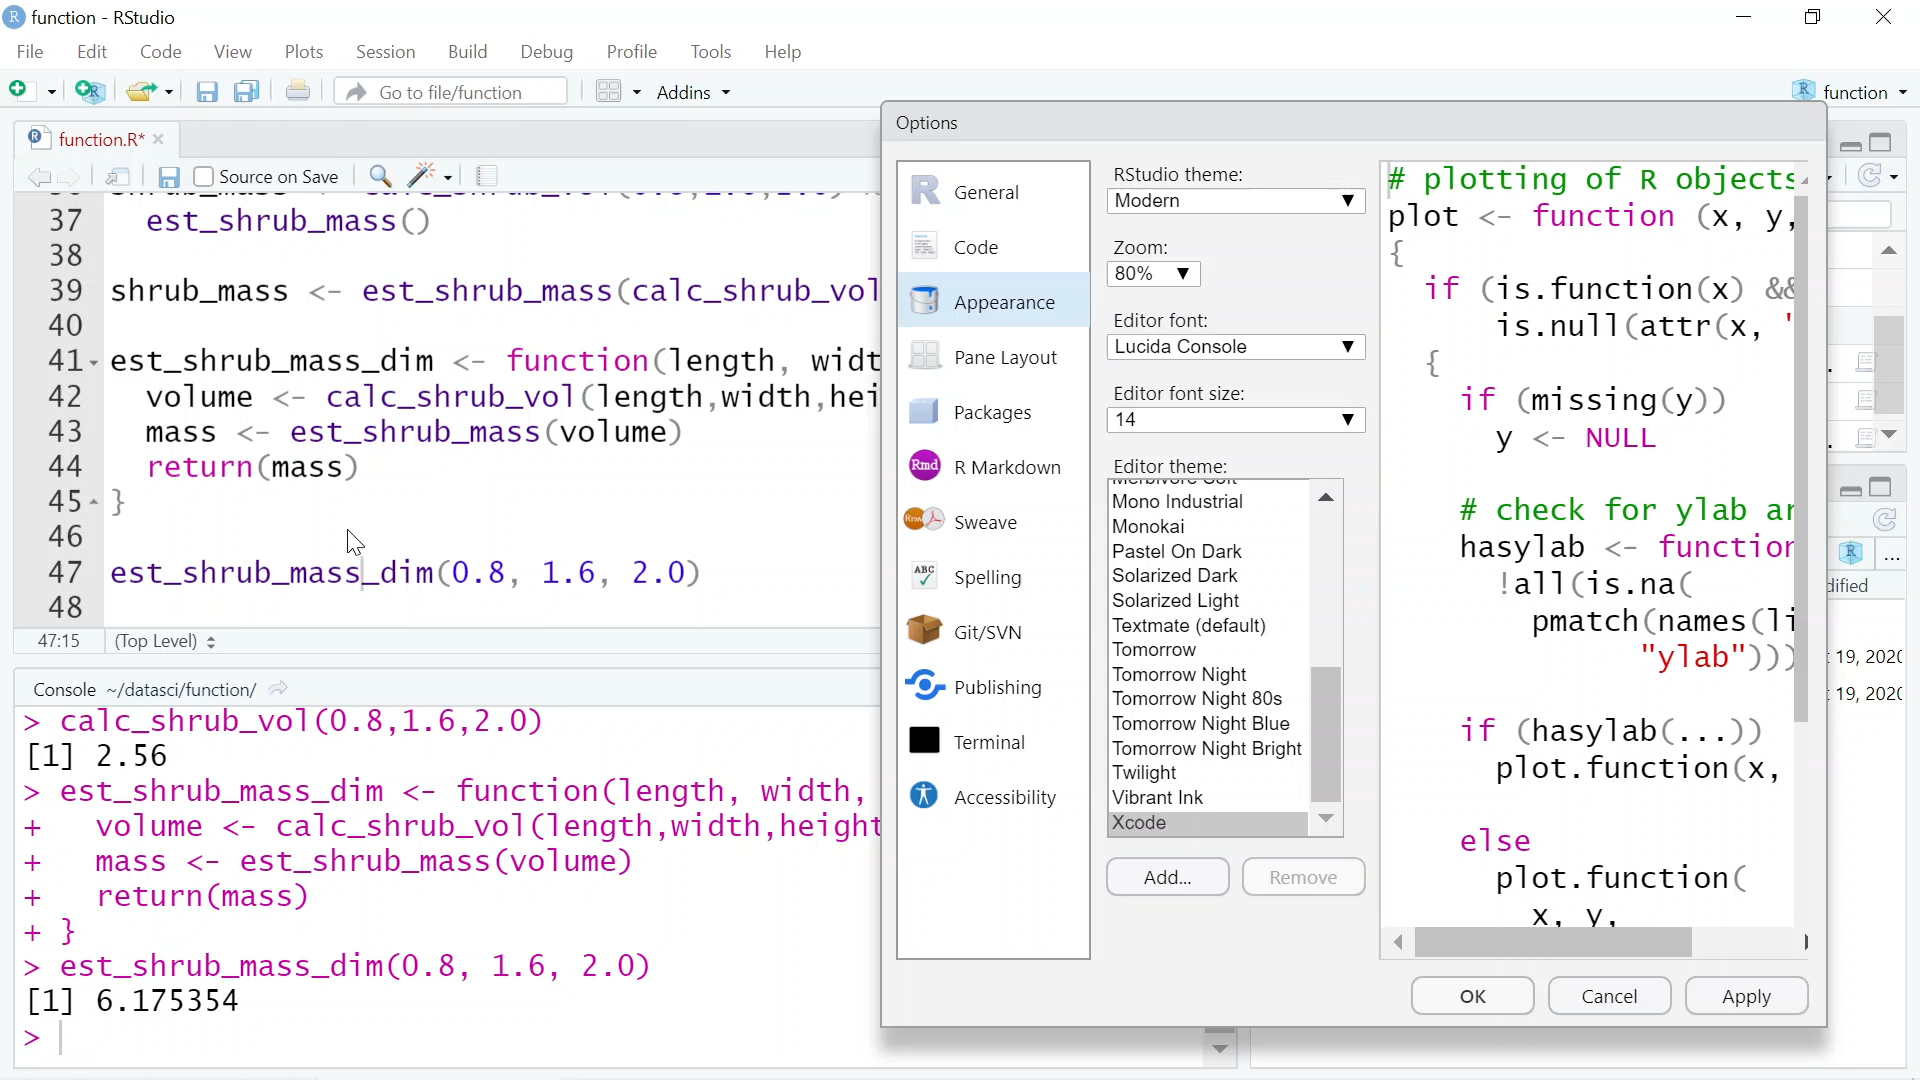 function - RStudio
File Edit Code View Plots Session Build Debug Profile Tools Help
Go to file/function Addins function
function.R*
Source on Save
37 est_shrub_mass()
38
39 shrub_mass <- est_shrub_mass(calc_shrub_vol
40
41 est_shrub_mass_dim <- function(length, widt
42 volume <- calc_shrub_vol(length,width,hei
43 mass <- est_shrub_mass(volume)
44 return(mass)
45 }
46
47 est_shrub_mass_dim(0.8, 1.6, 2.0)
48
47:15 (Top Level)
Console ~/datasci/function/
> calc_shrub_vol(0.8,1.6,2.0)
[1] 2.56
> est_shrub_mass_dim <- function(length, width,
+ volume <- calc_shrub_vol(length,width,height
+ mass <- est_shrub_mass(volume)
+ return(mass)
+ }
> est_shrub_mass_dim(0.8, 1.6, 2.0)
[1] 6.175354
>
Options
General
Code
Appearance
Pane Layout
Packages
Rmd R Markdown
Sweave
ABC Spelling
Git/SVN
Publishing
Terminal
Accessibility
RStudio theme:
Modern
Zoom:
80%
Editor font:
Lucida Console
Editor font size:
14
Editor theme:
Mono Industrial
Monokai
Pastel On Dark
Solarized Dark
Solarized Light
Textmate (default)
Tomorrow
Tomorrow Night
Tomorrow Night 80s
Tomorrow Night Blue
Tomorrow Night Bright
Twilight
Vibrant Ink
Xcode
Add... Remove
# plotting of R objects
plot <- function (x, y,
{
if (is.function(x) &&
is.null(attr(x, '
{
if (missing(y))
y <- NULL
# check for ylab ar
hasylab <- function
!all(is.na(
pmatch(names(li
"ylab")))
if (hasylab(...))
plot.function(x,
else
plot.function(
x, y,
OK Cancel Apply
...
dified
19, 202
19, 202